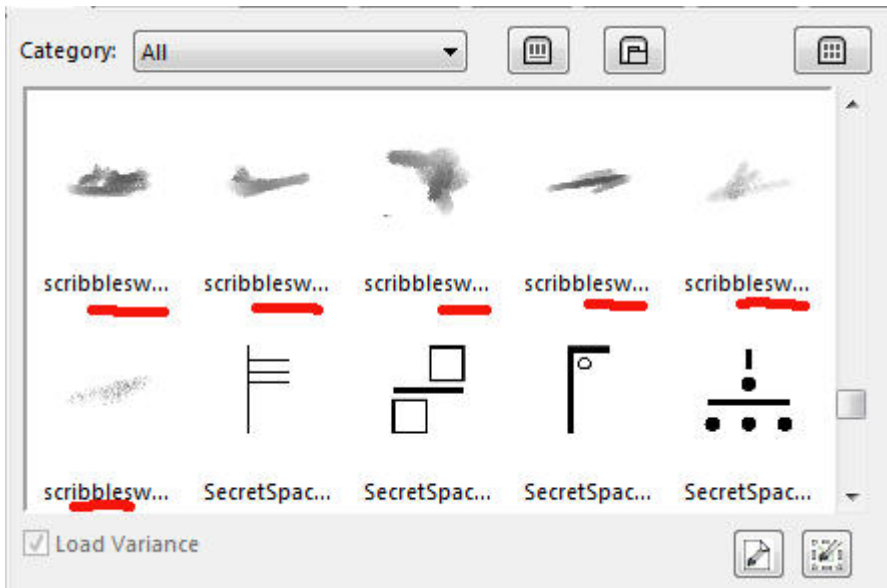 Category: All
scribblesw... scribblesw... scribblesw... scribblesw... scribblesw...
scribblesw... SecretSpac... SecretSpac... SecretSpac... SecretSpac...
Load Variance